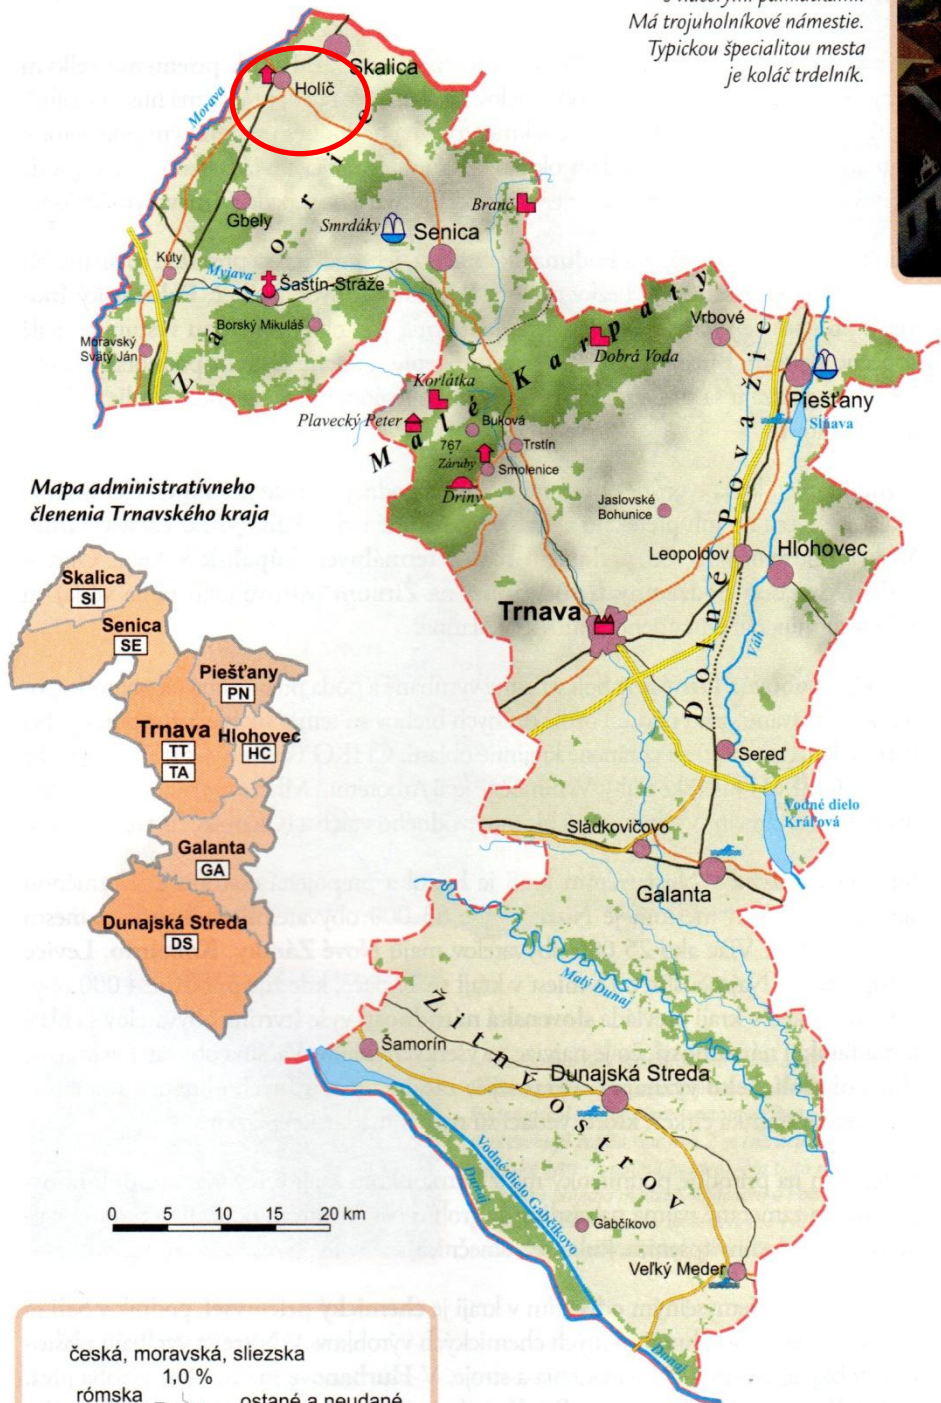 s vzácnymi pamiatkami.
Má trojuholníkové námestie.
Typickou špecialitou mesta
je koláč trdelník.
Skalica
Holíč
Morava
Záhorie
Gbely
Smrdáky
Branč
Senica
Kúty
Myjava
Šaštín-Stráže
Borský Mikuláš
Moravský
Svätý Ján
Malé Karpaty
Vrbové
Dobrá Voda
Korlátka
Piešťany
Sĺňava
Plavecký Peter
Buková
767
Záruby
Trstín
Smolenice
Driny
Dolné Považie
Jaslovské
Bohunice
Leopoldov
Hlohovec
Trnava
Váh
Sereď
Vodné dielo
Kráľová
Sládkovičovo
Galanta
Malý Dunaj
Žitný ostrov
Šamorín
Dunajská Streda
Vodné dielo Gabčíkovo
Dunaj
Gabčíkovo
Veľký Meder
Dunaj
Mapa administratívneho
členenia Trnavského kraja
Skalica
SI
Senica
SE
Piešťany
PN
Trnava
TT
TA
Hlohovec
HC
Galanta
GA
Dunajská Streda
DS
0 5 10 15 20 km
česká, moravská, sliezska
1,0 %
rómska
ostané a neudané